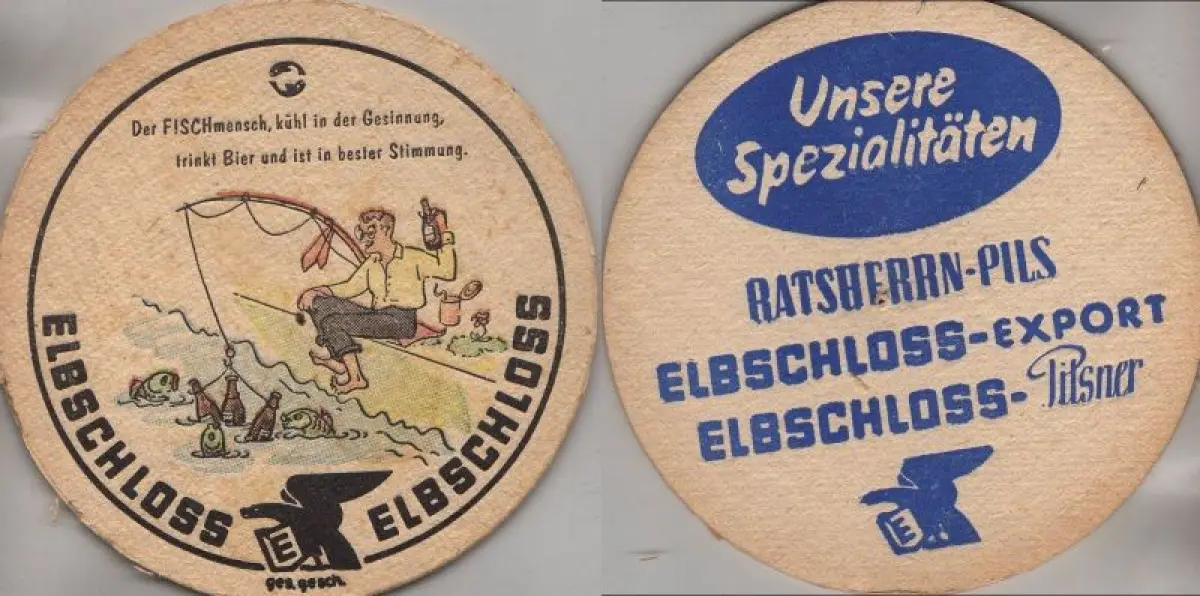 Der FISCHmensch, kühl in der Gesinnung,
trinkt Bier und ist in bester Stimmung.
ELBSCHLOSS
ELBSCHLOSS
E
ges. gesch.
Unsere
Spezialitäten
RATSHERRN-PILS
ELBSCHLOSS-EXPORT
ELBSCHLOSS-Pilsner
E